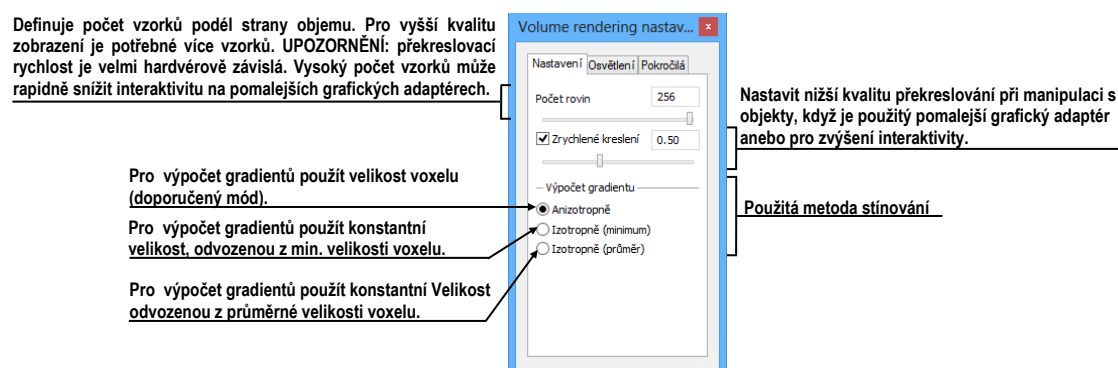 Definuje počet vzorků podél strany objemu. Pro vyšší kvalitu
zobrazení je potřebné více vzorků. UPOZORNĚNÍ: překreslovací
rychlost je velmi hardvérově závislá. Vysoký počet vzorků může
rapidně snížit interaktivitu na pomalejších grafických adaptérech.
Volume rendering nastav... x
Nastavení Osvětlení Pokročilá
Počet rovin 256
Zrychlené kreslení 0.50
Výpočet gradientu
Anizotropně
Izotropně (minimum)
Izotropně (průměr)
Nastavit nižší kvalitu překreslování při manipulaci s
objekty, když je použitý pomalejší grafický adaptér
anebo pro zvýšení interaktivity.
Pro výpočet gradientů použít velikost voxelu
(doporučený mód).
Pro výpočet gradientů použít konstantní
velikost, odvozenou z min. velikosti voxelu.
Pro výpočet gradientů použít konstantní Velikost
odvozenou z průměrné velikosti voxelu.
Použitá metoda stínování